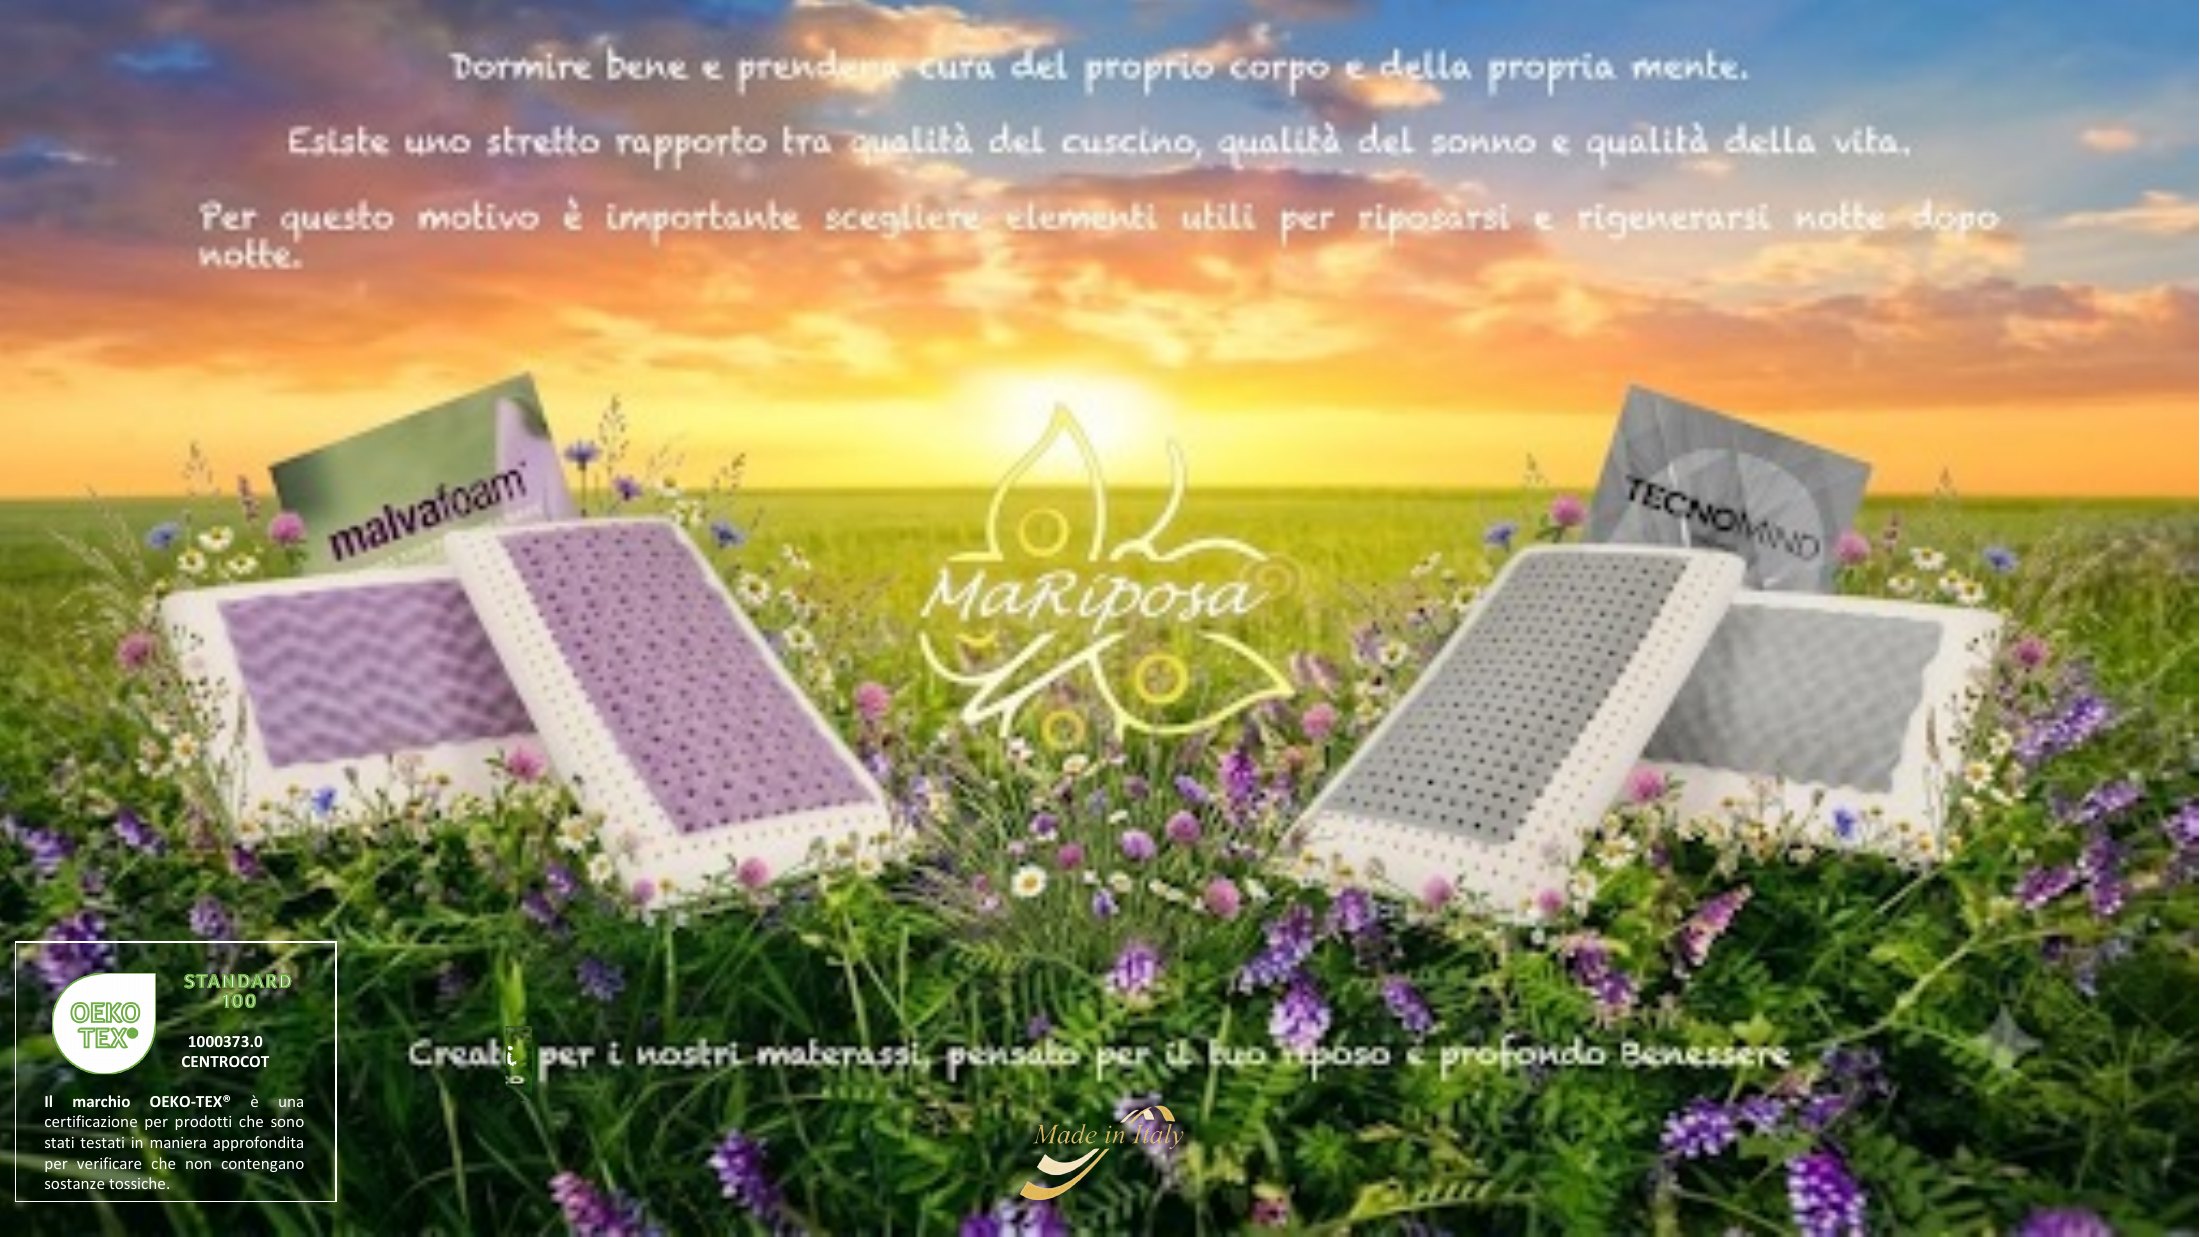 Dormire bene e prendera cura del proprio corpo e della propria mente.
Esiste uno stretto rapporto tra qualità del cuscino, qualità del sonno e qualità della vita.
Per questo motivo è importante scegliere elementi utili per riposarsi e rigenerarsi notte dopo
notte.
malvafoam
TECNOMIND
MaRiposa
Creati per i nostri materassi, pensato per il tuo riposo e profondo Benessere
Made in Italy
OEKO
TEX®
STANDARD
100
1000373.0
CENTROCOT
Il marchio OEKO-TEX® è una
certificazione per prodotti che sono
stati testati in maniera approfondita
per verificare che non contengano
sostanze tossiche.